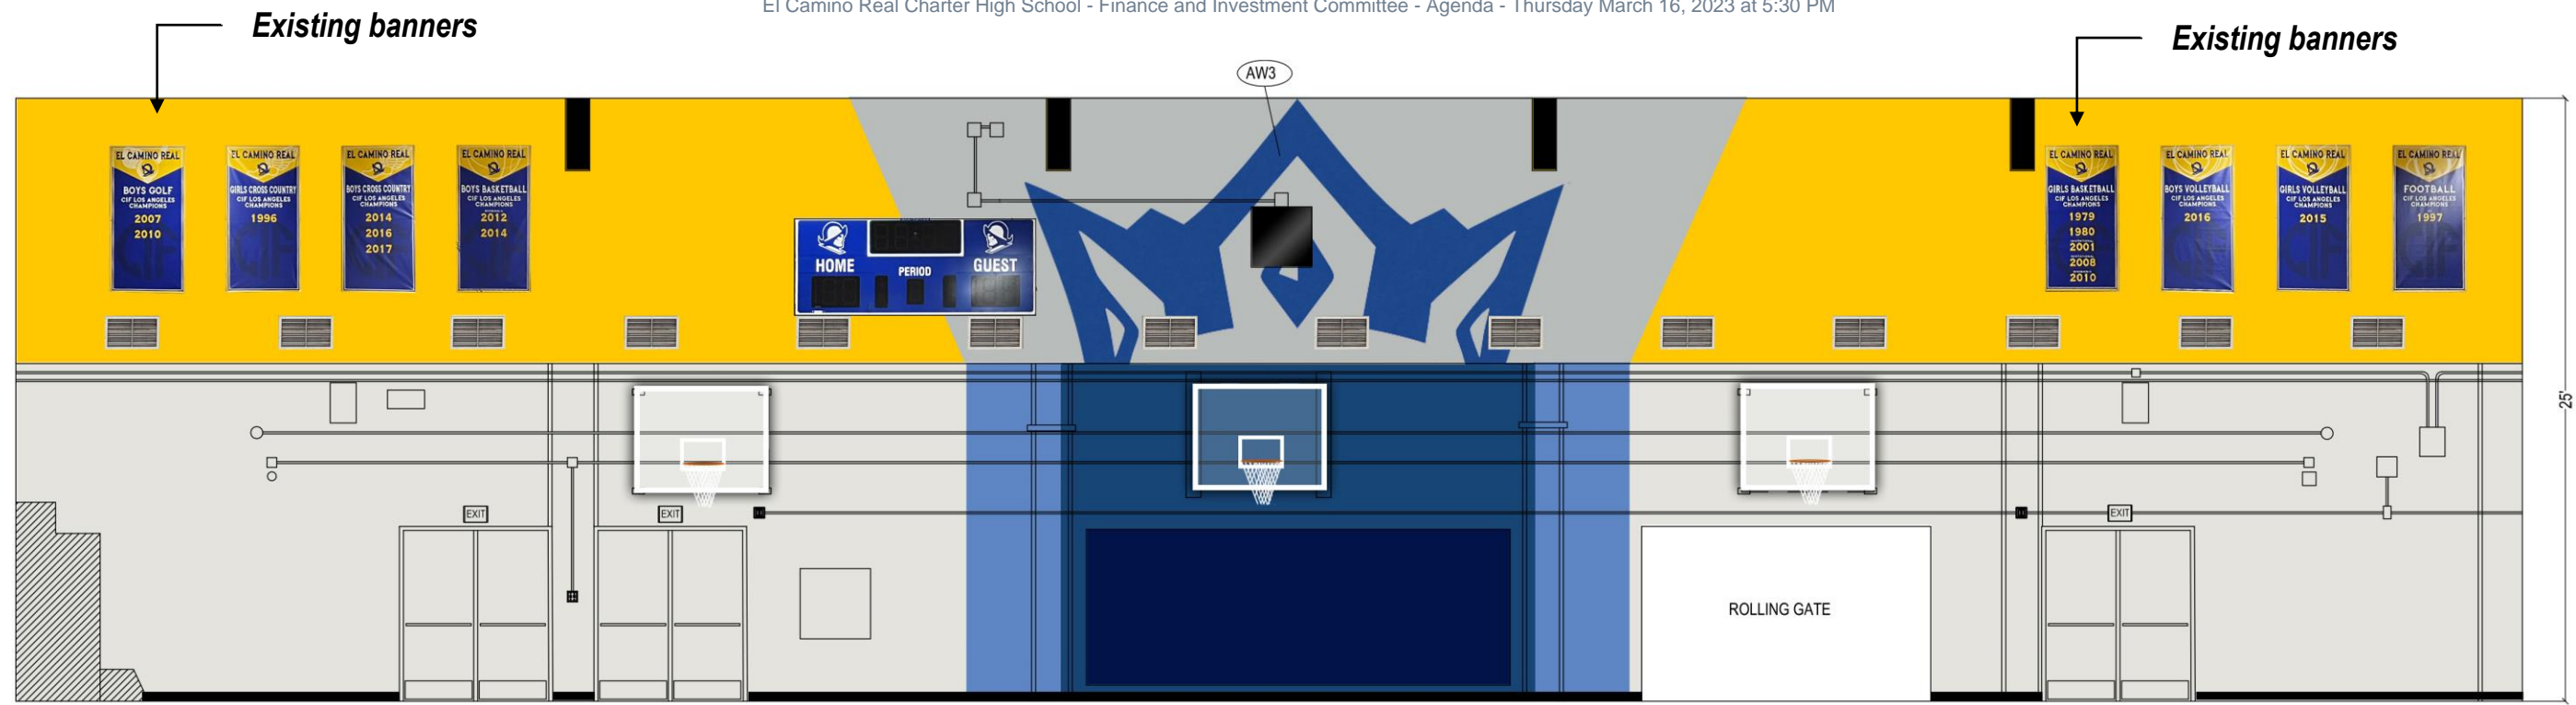 El Camino Real Charter High School - Finance and Investment Committee - Agenda - Thursday March 16, 2023 at 5:30 PM
Existing banners
Existing banners
AW3
EL CAMINO REAL
BOYS GOLF
CIF LOS ANGELES
CHAMPIONS
2007
2010
EL CAMINO REAL
GIRLS CROSS COUNTRY
CIF LOS ANGELES
CHAMPIONS
1996
EL CAMINO REAL
BOYS CROSS COUNTRY
CIF LOS ANGELES
CHAMPIONS
2014
2016
2017
EL CAMINO REAL
BOYS BASKETBALL
CIF LOS ANGELES
CHAMPIONS
2012
2014
HOME
PERIOD
GUEST
EL CAMINO REAL
GIRLS BASKETBALL
CIF LOS ANGELES
CHAMPIONS
1979
1980
2001
2008
2010
EL CAMINO REAL
BOYS VOLLEYBALL
CIF LOS ANGELES
CHAMPIONS
2016
EL CAMINO REAL
GIRLS VOLLEYBALL
CIF LOS ANGELES
CHAMPIONS
2015
EL CAMINO REAL
FOOTBALL
CIF LOS ANGELES
CHAMPIONS
1997
25'
EXIT
EXIT
EXIT
ROLLING GATE